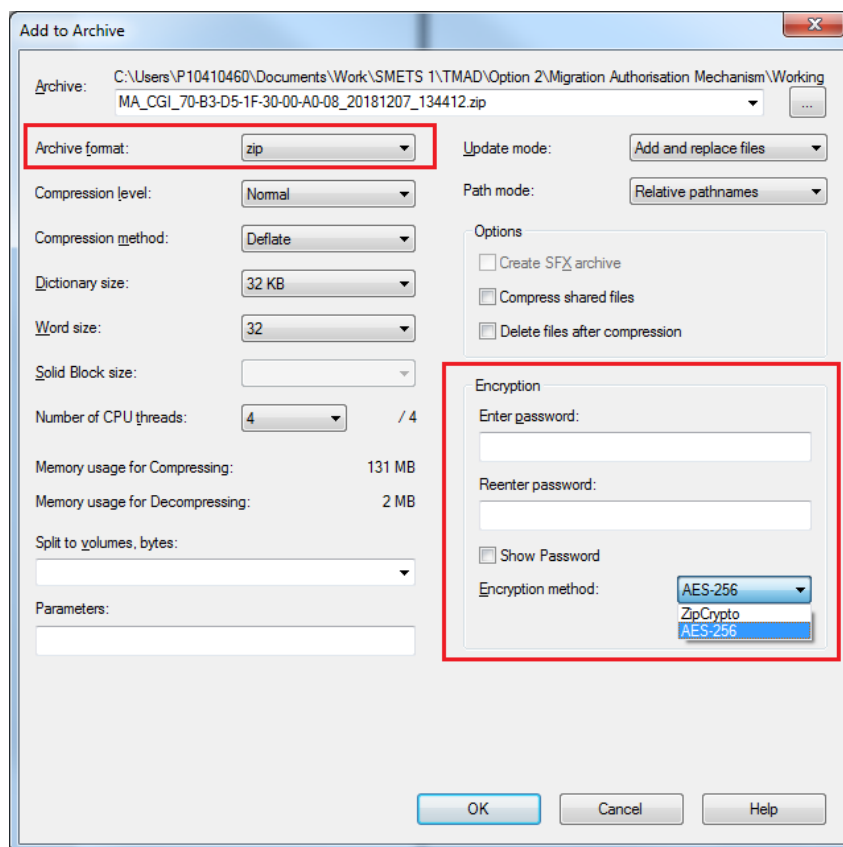 Add to Archive
Archive:
C:\Users\P10410460\Documents\Work\SMETS 1\TMAD\Option 2\Migration Authorisation Mechanism\Working
MA_CGI_70-B3-D5-1F-30-00-A0-08_20181207_134412.zip
...
Archive format: zip
Compression level: Normal
Compression method: Deflate
Dictionary size: 32 KB
Word size: 32
Solid Block size:
Number of CPU threads: 4 / 4
Memory usage for Compressing: 131 MB
Memory usage for Decompressing: 2 MB
Split to volumes, bytes:
Parameters:
Update mode: Add and replace files
Path mode: Relative pathnames
Options
Create SFX archive
Compress shared files
Delete files after compression
Encryption
Enter password:
Reenter password:
Show Password
Encryption method: AES-256
ZipCrypto
AES-256
OK Cancel Help